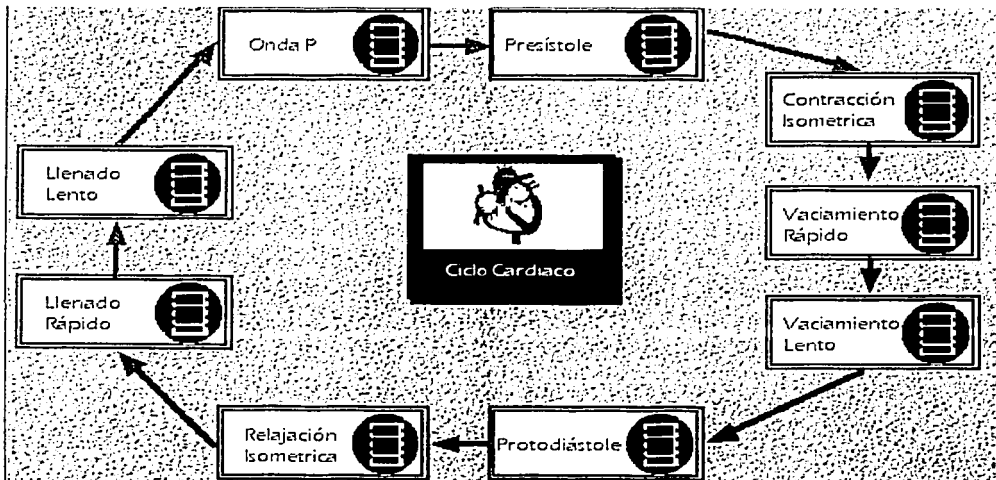 Onda P
Presístole
Contracción
Isometrica
Vaciamiento
Rápido
Vaciamiento
Lento
Protodiástole
Relajación
Isometrica
Llenado
Rápido
Llenado
Lento
Ciclo Cardiaco